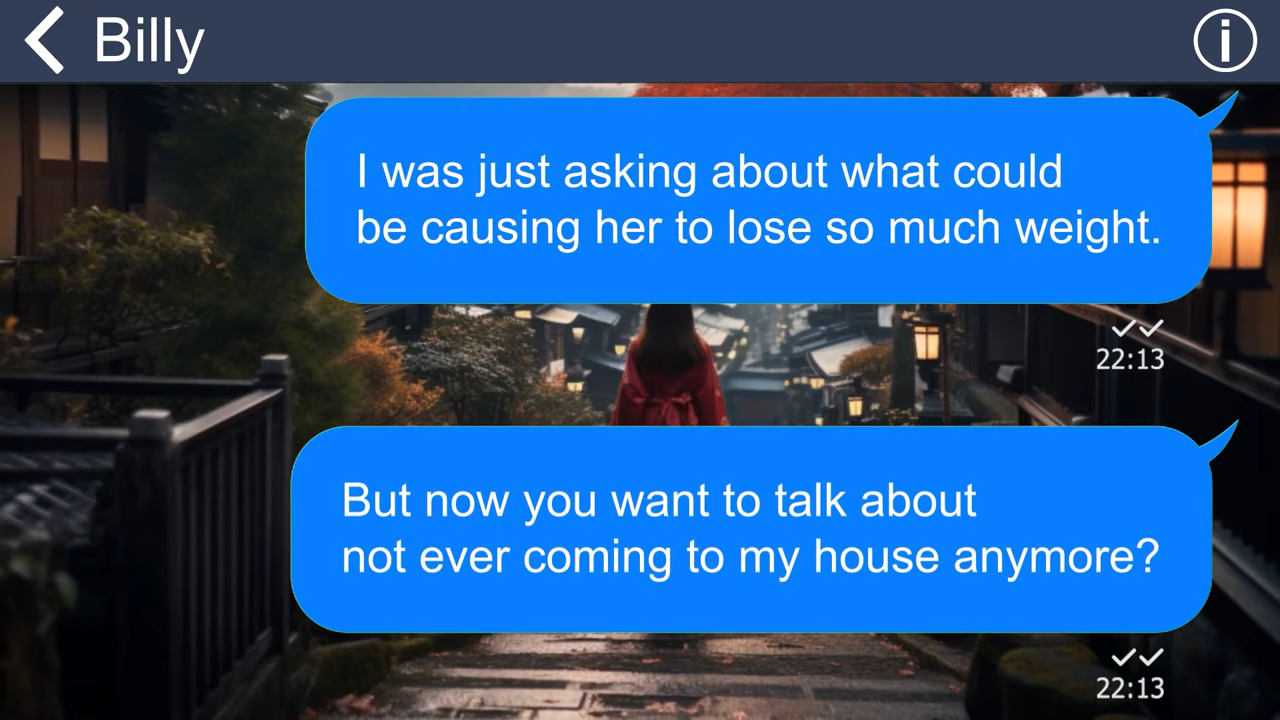 Billy
I was just asking about what could
be causing her to lose so much weight.
22:13
But now you want to talk about
not ever coming to my house anymore?
22:13